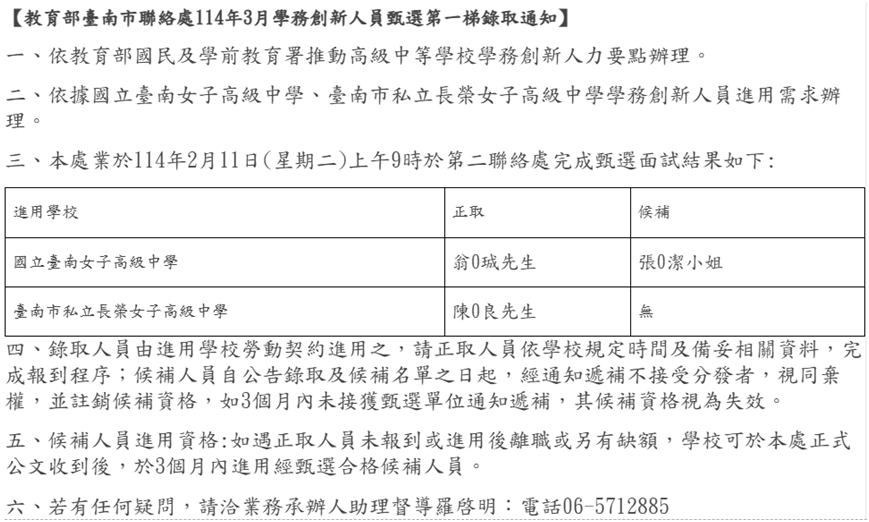 【教育部臺南市聯絡處114年3月學務創新人員甄選第一梯錄取通知】
一、依教育部國民及學前教育署推動高級中等學校學務創新人力要點辦理。
二、依據國立臺南女子高級中學、臺南市私立長榮女子高級中學學務創新人員進用需求辦
理。
三、本處業於114年2月11日(星期二)上午9時於第二聯絡處完成甄選面試結果如下:
進用學校 正取 候補
國立臺南女子高級中學 翁0珹先生 張0潔小姐
臺南市私立長榮女子高級中學 陳0良先生 無
四、錄取人員由進用學校勞動契約進用之，請正取人員依學校規定時間及備妥相關資料，完
成報到程序；候補人員自公告錄取及候補名單之日起，經通知遞補不接受分發者，視同棄
權，並註銷候補資格，如3個月內未接獲甄選單位通知遞補，其候補資格視為失效。
五、候補人員進用資格:如遇正取人員未報到或進用後離職或另有缺額，學校可於本處正式
公文收到後，於3個月內進用經甄選合格候補人員。
六、若有任何疑問，請洽業務承辦人助理督導羅啓明：電話06-5712885